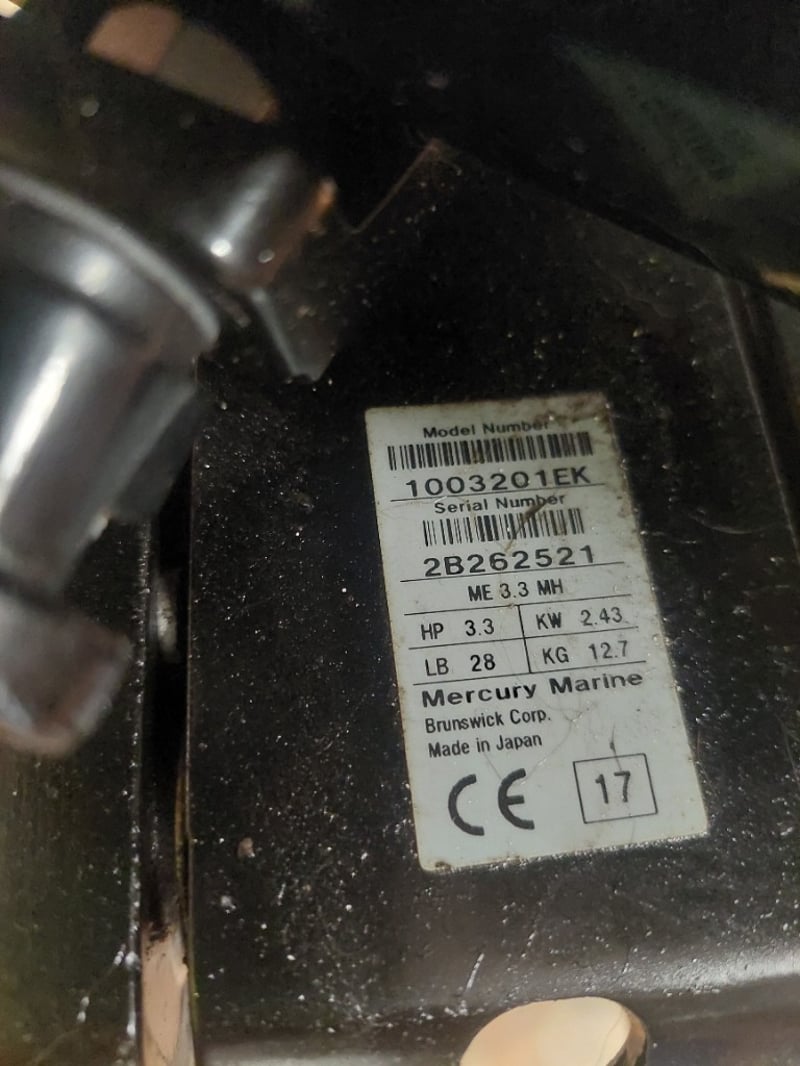 Model Number
1003201EK
Serial Number
2B262521
ME 3.3 MH
HP 3.3 KW 2.43
LB 28 KG 12.7
Mercury Marine
Brunswick Corp.
Made in Japan
CE 17